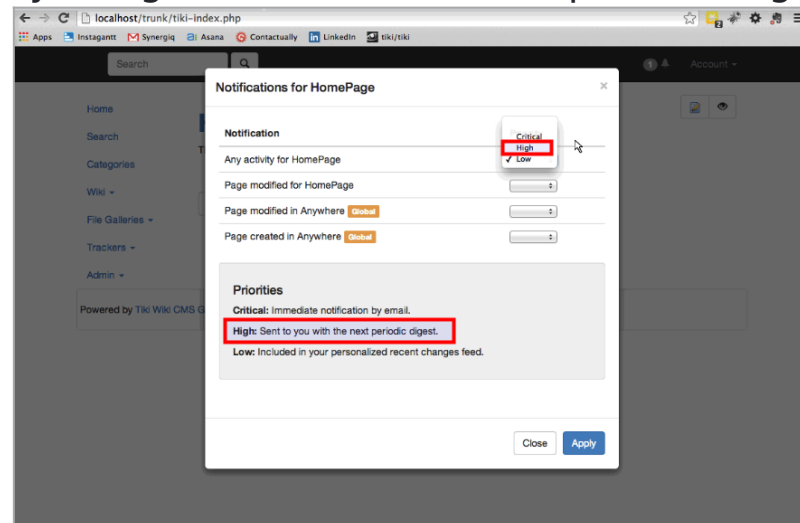 localhost/trunk/tiki-index.php
Apps Instagantt Synergiq Asana Contactually LinkedIn tiki/tiki
Search
1 Account
Notifications for HomePage ×
Home
Search
Categories
Wiki
File Galleries
Trackers
Admin
Notification
Critical
High
✓ Low
Any activity for HomePage
Page modified for HomePage
Page modified in Anywhere Global
Page created in Anywhere Global
Priorities
Critical: Immediate notification by email.
High: Sent to you with the next periodic digest.
Low: Included in your personalized recent changes feed.
Powered by Tiki Wiki CMS G
Close Apply